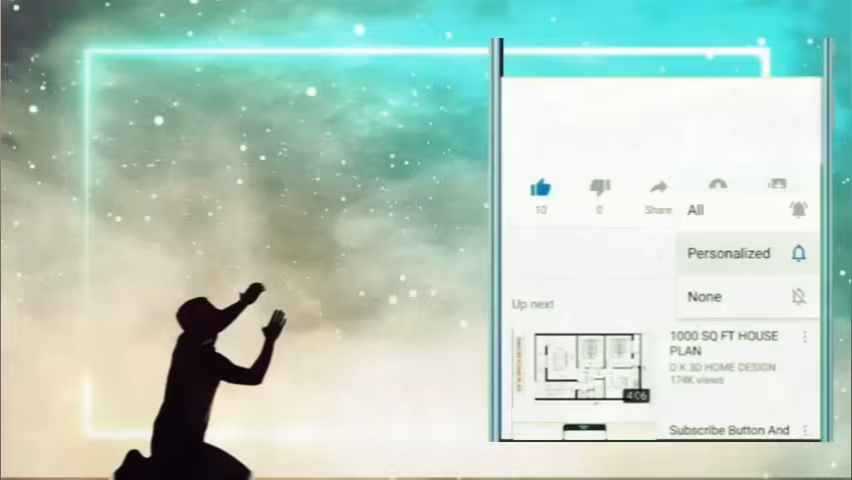 10 0 Share
All
Personalized
None
Up next
1000 SQ FT HOUSE
PLAN
D K 3D HOME DESIGN
174K views
4:06
Subscribe Button And